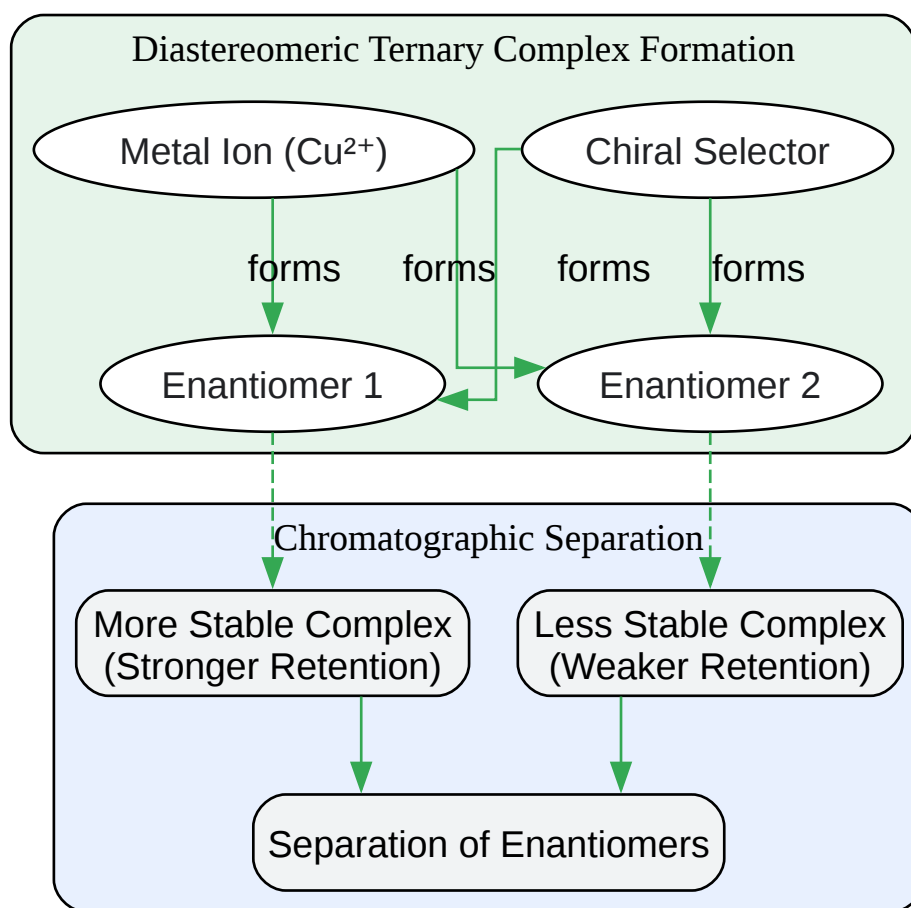 Diastereomeric Ternary Complex Formation
Metal Ion (Cu²⁺)
Chiral Selector
forms
forms
forms
forms
Enantiomer 1
Enantiomer 2
Chromatographic Separation
More Stable Complex
(Stronger Retention)
Less Stable Complex
(Weaker Retention)
Separation of Enantiomers